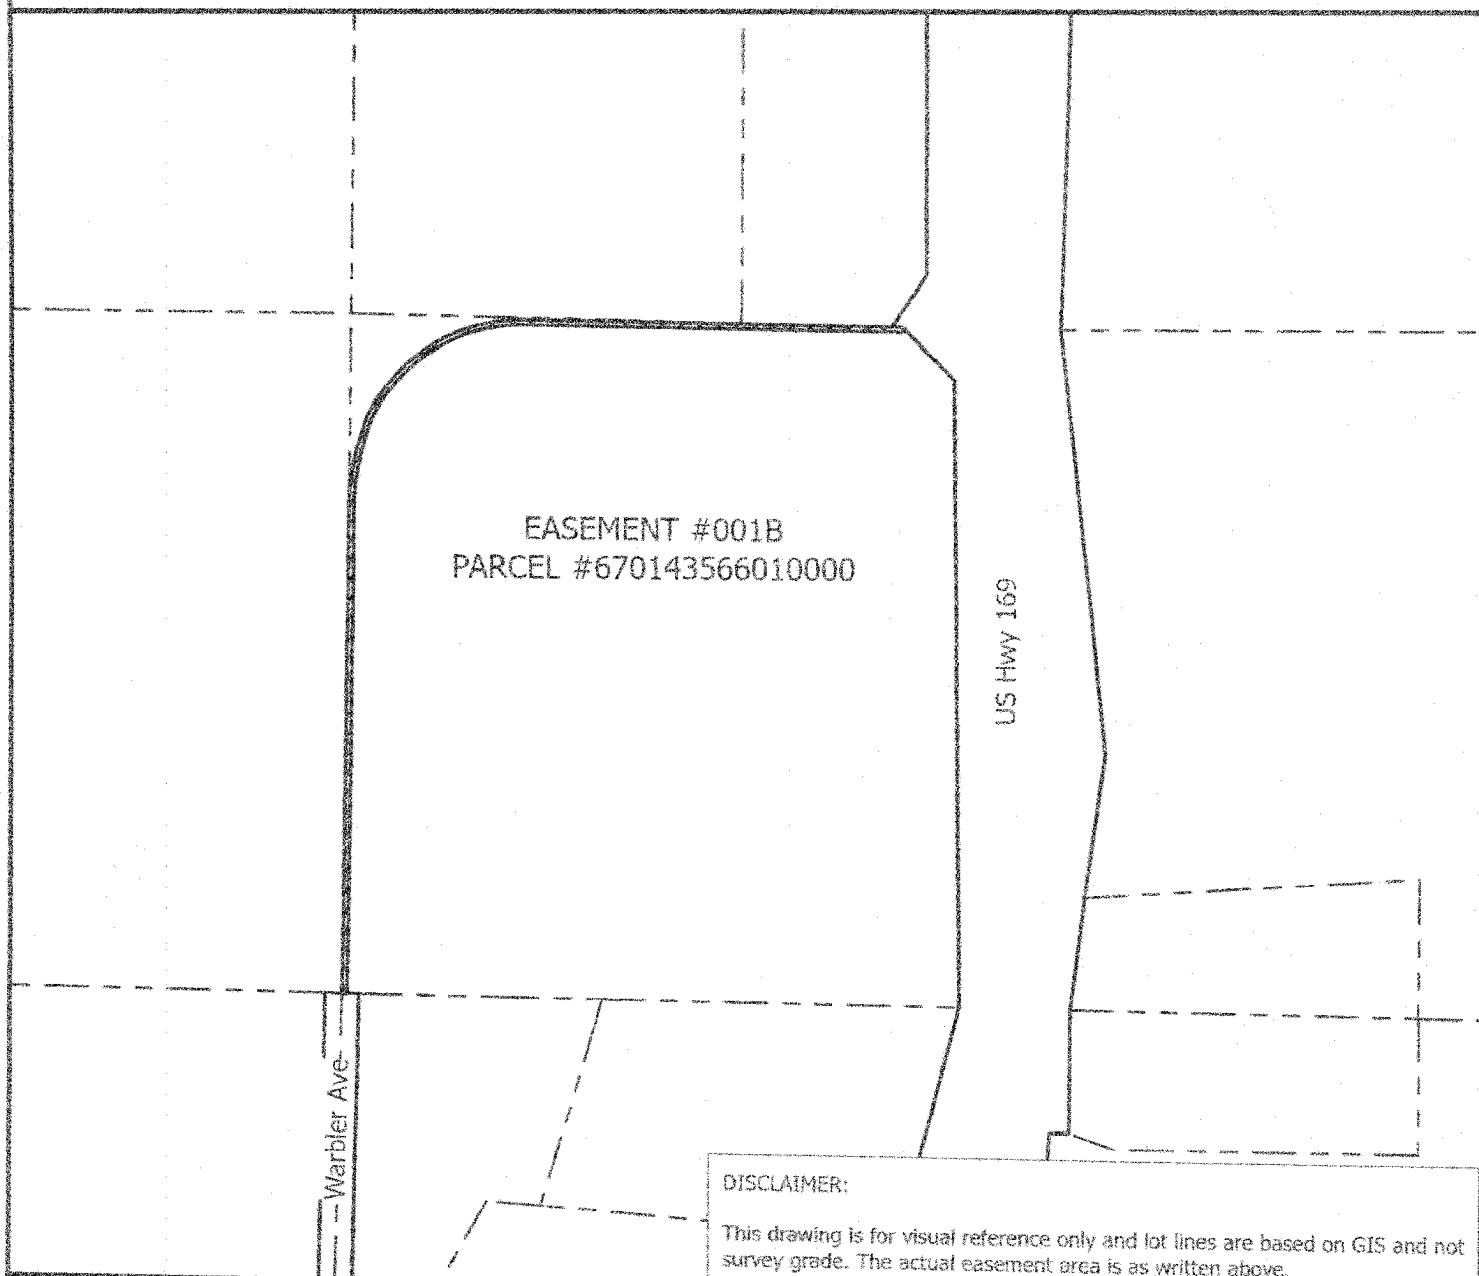 EASEMENT #001B
PARCEL #670143566010000
US Hwy 169
Warbler Ave
DISCLAIMER:
This drawing is for visual reference only and lot lines are based on GIS and not
survey grade. The actual easement area is as written above.